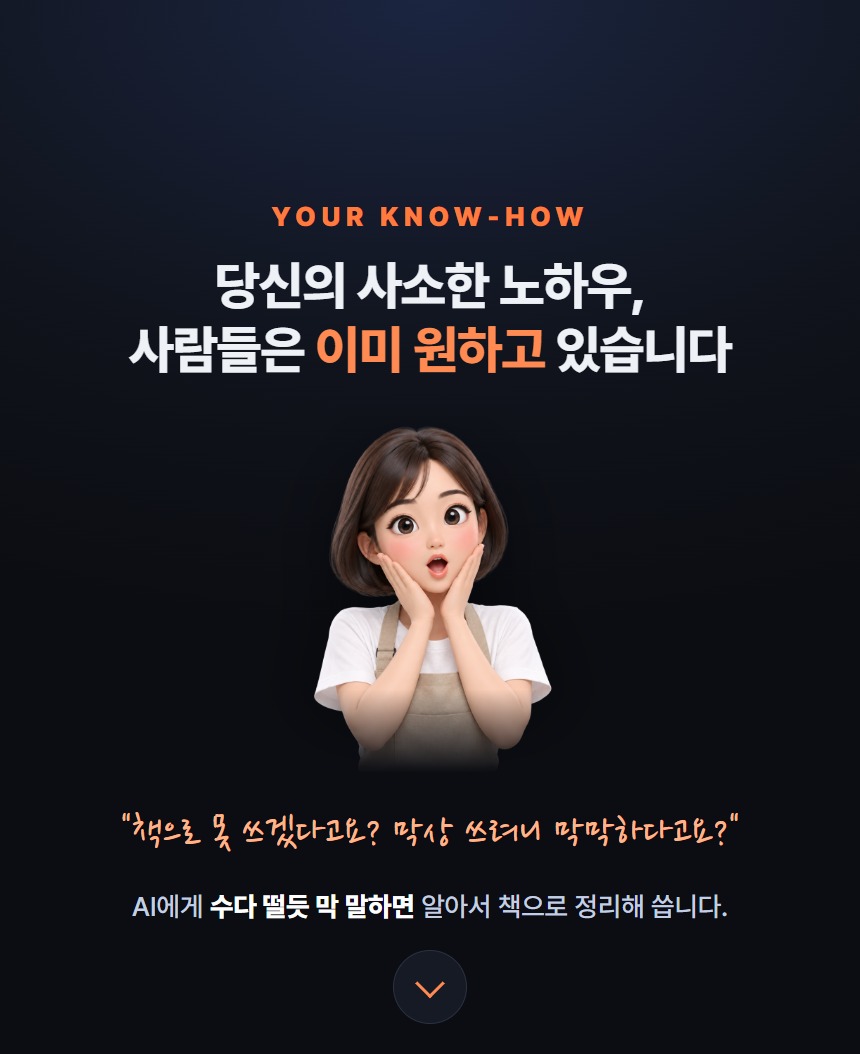 YOUR KNOW-HOW
당신의 사소한 노하우,
사람들은 이미 원하고 있습니다
"책으로 못 쓰겠다고요? 막상 쓰려니 막막하다고요?"
AI에게 수다 떨듯 막 말하면 알아서 책으로 정리해 씁니다.